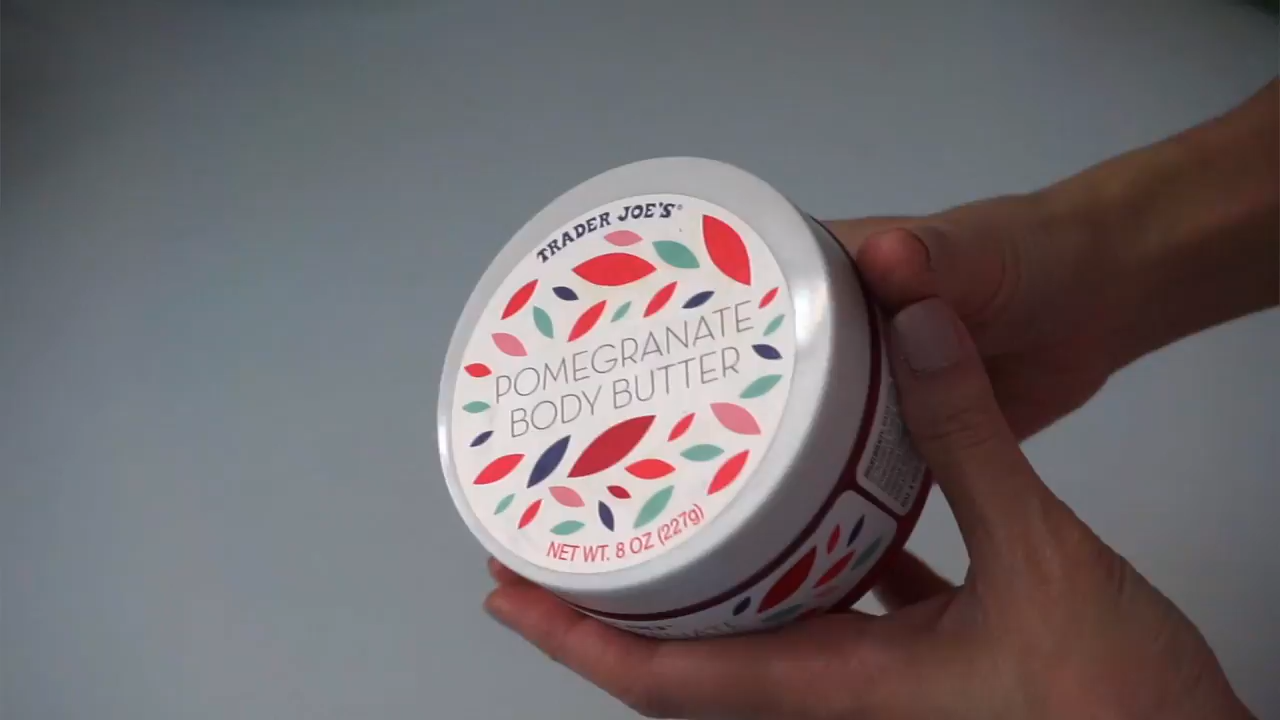 TRADER JOE'S®
POMEGRANATE
BODY BUTTER
NET WT. 8 OZ (227g)